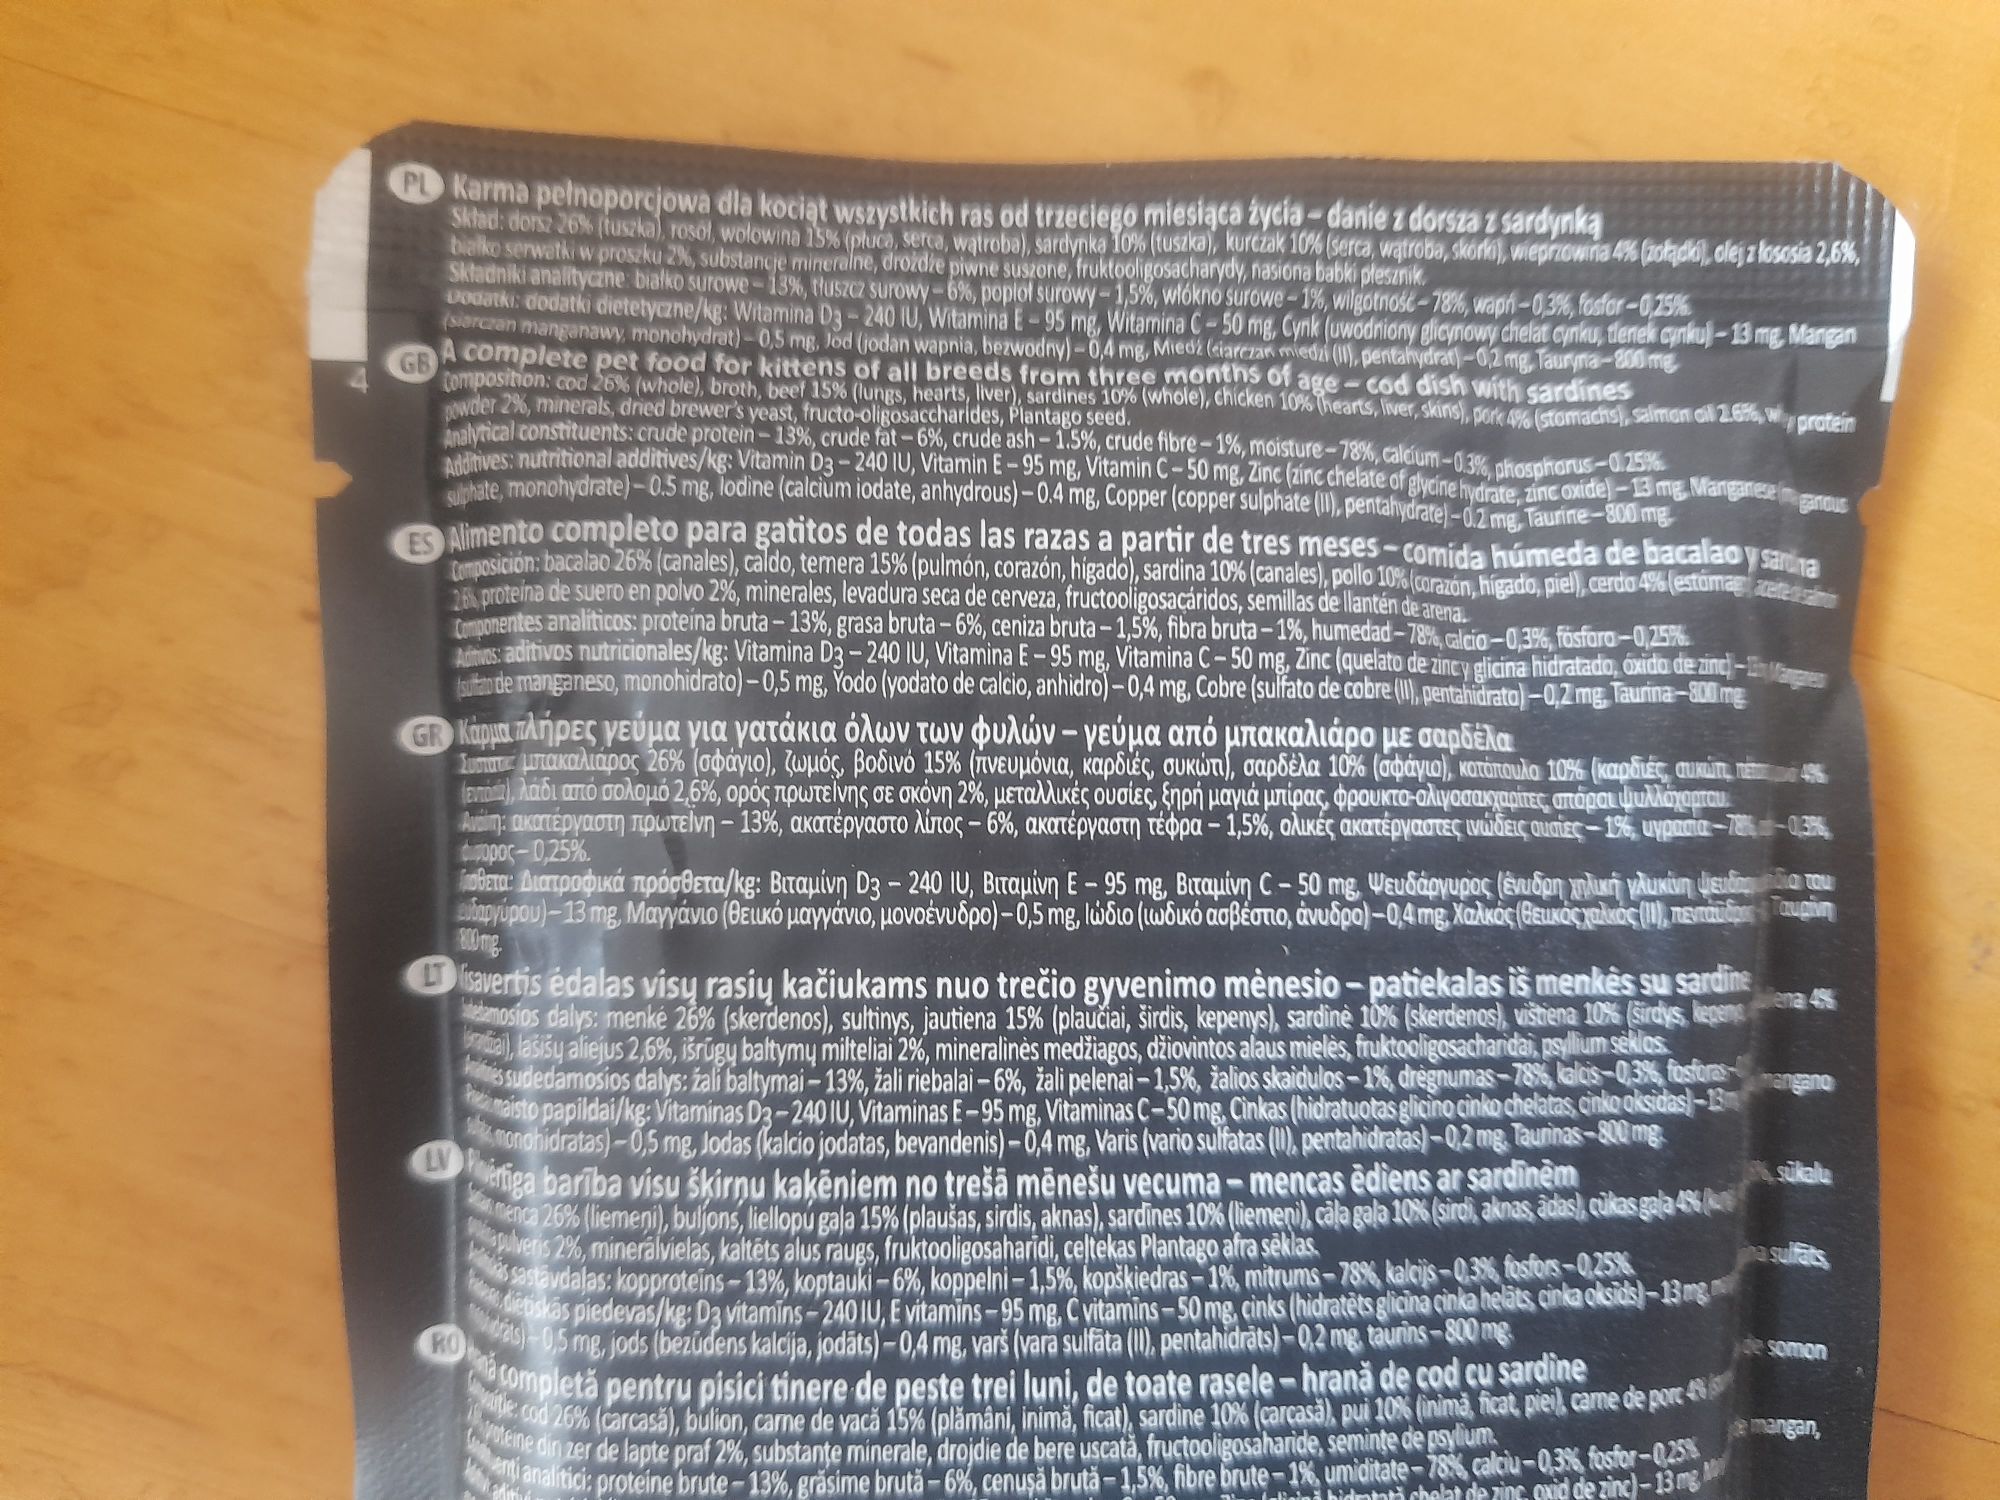 PL Karma pełnoporcjowa dla kociąt wszystkich ras od trzeciego miesiąca życia – danie z dorsza z sardynką
Skład: dorsz 26% (tuszka), rosół, wołowina 15% (płuca, serca, wątroba), sardynka 10% (tuszka), kurczak 10% (serca, wątroba, skórki), wieprzowina 4% (żołądki), olej z łososia 2,6%,
białko serwatki w proszku 2%, substancje mineralne, drożdże piwne suszone, fruktooligosacharydy, nasiona babki płesznik.
Składniki analityczne: białko surowe – 13%, tłuszcz surowy – 6%, popiół surowy – 1,5%, włókno surowe – 1%, wilgotność – 78%, wapń – 0,3%, fosfor – 0,25%.
Dodatki: dodatki dietetyczne/kg: Witamina D3 – 240 IU, Witamina E – 95 mg, Witamina C – 50 mg, Cynk (uwodniony glicynowy chelat cynku, tlenek cynku) – 13 mg, Mangan
(siarczan manganawy, monohydrat) – 0,5 mg, Jod (jodan wapnia, bezwodny) – 0,4 mg, Miedź (siarczan miedzi (II), pentahydrat) – 0,2 mg, Tauryna – 800 mg.
GB A complete pet food for kittens of all breeds from three months of age – cod dish with sardines
Composition: cod 26% (whole), broth, beef 15% (lungs, hearts, liver), sardines 10% (whole), chicken 10% (hearts, liver, skins), pork 4% (stomachs), salmon oil 2.6%, protein
powder 2%, minerals, dried brewer's yeast, fructo-oligosaccharides, Plantago seed.
Analytical constituents: crude protein – 13%, crude fat – 6%, crude ash – 1.5%, crude fibre – 1%, moisture – 78%, calcium – 0.3%, phosphorus – 0.25%.
Additives: nutritional additives/kg: Vitamin D3 – 240 IU, Vitamin E – 95 mg, Vitamin C – 50 mg, Zinc (zinc chelate of glycine hydrate, zinc oxide) – 13 mg, Manganese
sulphate, monohydrate) – 0.5 mg, Iodine (calcium iodate, anhydrous) – 0.4 mg, Copper (copper sulphate (II), pentahydrate) – 0.2 mg, Taurine – 800 mg.
ES Alimento completo para gatitos de todas las razas a partir de tres meses – comida húmeda de bacalao y
Composición: bacalao 26% (canales), caldo, ternera 15% (pulmón, corazón, hígado), sardina 10% (canales), pollo 10% (corazón, hígado, piel), cerdo 4%
2,6%, proteína de suero en polvo 2%, minerales, levadura seca de cerveza, fructooligosacáridos, semillas de llantén de arena.
Componentes analíticos: proteína bruta – 13%, grasa bruta – 6%, ceniza bruta – 1,5%, fibra bruta – 1%, humedad – 78%, calcio – 0,3%, fósforo – 0,25%.
Aditivos: aditivos nutricionales/kg: Vitamina D3 – 240 IU, Vitamina E – 95 mg, Vitamina C – 50 mg, Zinc (quelato de zinc y glicina hidratado, óxido de zinc) –
(sulfato de manganeso, monohidrato) – 0,5 mg, Yodo (yodato de calcio, anhidro) – 0,4 mg, Cobre (sulfato de cobre (II), pentahidrato) – 0,2 mg, Taurina – 800 mg
GR πλήρες γεύμα για γατάκια όλων των φυλών – γεύμα από μπακαλιάρο με σαρδέλα
μπακαλιάρος 26% (σφάγιο), ζωμός, βοδινό 15% (πνευμόνια, καρδιές, συκώτι), σαρδέλα 10% (σφάγιο), κοτόπουλο 10% (καρδιές, συκώτι, 4%
λάδι από σολομό 2,6%, ορός πρωτεΐνης σε σκόνη 2%, μεταλλικές ουσίες, ξηρή μαγιά μπίρας, φρουκτο-ολιγοσακχαρίτες,
ακατέργαστη πρωτεΐνη – 13%, ακατέργαστο λίπος – 6%, ακατέργαστη τέφρα – 1,5%, ολικές ακατέργαστες ινώδεις ουσίες – 1%, υγρασία – – 0,3%,
– 0,25%.
Διατροφικά πρόσθετα/kg: Βιταμίνη D3 – 240 IU, Βιταμίνη E – 95 mg, Βιταμίνη C – 50 mg, Ψευδάργυρος (ένυδρη χηλική γλυκίνη του
– 13 mg, Μαγγάνιο (θειικό μαγγάνιο, μονοένυδρο) – 0,5 mg, Ιώδιο (ιωδικό ασβέστιο, άνυδρο) – 0,4 mg, Χαλκός (θειικός χαλκός (II), Ταυρίνη
800 mg.
LT ėdalas visų rasių kačiukams nuo trečio gyvenimo mėnesio – patiekalas iš menkės su sardine
dalys: menkė 26% (skerdenos), sultinys, jautiena 15% (plaučiai, širdis, kepenys), sardinė 10% (skerdenos), vištiena 10% (širdys, 4%
lašišų aliejus 2,6%, išrūgų baltymų milteliai 2%, mineralinės medžiagos, džiovintos alaus mielės, fruktooligosacharidai, psyllium sėklos.
sudedamosios dalys: žali baltymai – 13%, žali riebalai – 6%, žali pelenai – 1,5%, žalios skaidulos – 1%, drėgnumas – 78%, kalcis – 0,3%, fosforas
maisto papildai/kg: Vitaminas D3 – 240 IU, Vitaminas E – 95 mg, Vitaminas C – 50 mg, Cinkas (hidratuotas glicino cinko chelatas, cinko oksidas) – mangano
monohidratas) – 0,5 mg, Jodas (kalcio jodatas, bevandenis) – 0,4 mg, Varis (vario sulfatas (II), pentahidratas) – 0,2 mg, Taurinas – 800 mg.
LV barība visu šķirņu kaķēniem no trešā mēnešu vecuma – mencas ēdiens ar sardīnēm
menca 26% (liemeņi), buljons, liellopu gaļa 15% (plaušas, sirdis, aknas), sardīnes 10% (liemeņi), cāļa gaļa 10% (sirdi, aknas, ādas), cūkas gaļa 4% sūkalu
pulveris 2%, minerālvielas, kaltēts alus raugs, fruktooligosaharīdi, ceļtekas Plantago afra sēklas.
sastāvdaļas: kopproteīns – 13%, koptauki – 6%, koppelni – 1,5%, kopšķiedras – 1%, mitrums – 78%, kalcijs – 0,3%, fosfors – 0,25%.
diētiskās piedevas/kg: D3 vitamīns – 240 IU, E vitamīns – 95 mg, C vitamīns – 50 mg, cinks (hidratēts glicīna cinka helāts, cinka oksīds) – 13 mg, sulfāts,
– 0,5 mg, jods (bezūdens kalcija, jodāts) – 0,4 mg, varš (vara sulfāta (II), pentahidrāts) – 0,2 mg, taurīns – 800 mg.
RO completă pentru pisici tinere de peste trei luni, de toate rasele – hrană de cod cu sardine
cod 26% (carcasă), bulion, carne de vacă 15% (plămâni, inimă, ficat), sardine 10% (carcasă), pui 10% (inimă, ficat, piei), carne de porc 4% de somon
proteine din zer de lapte praf 2%, substanțe minerale, drojdie de bere uscată, fructooligosaharide, semințe de psylium.
analitici: proteine brute – 13%, grăsime brută – 6%, cenușă brută – 1,5%, fibre brute – 1%, umiditate – 78%, calciu – 0,3%, fosfor – 0,25%
chelat de zinc, oxid de zinc) – 13 mg, mangan,